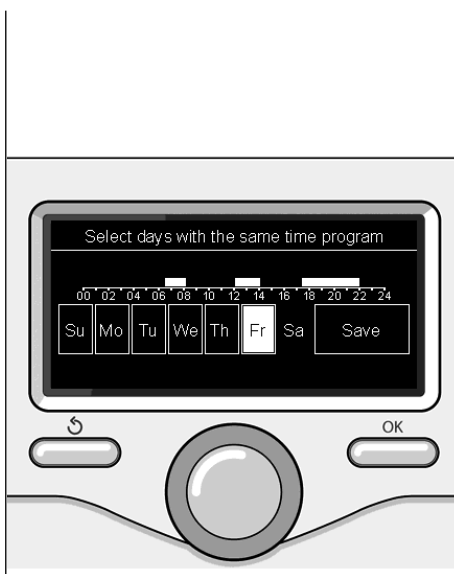 Select days with the same time program
00 02 04 06 08 10 12 14 16 18 20 22 24
Su Mo Tu We Th Fr Sa Save
OK